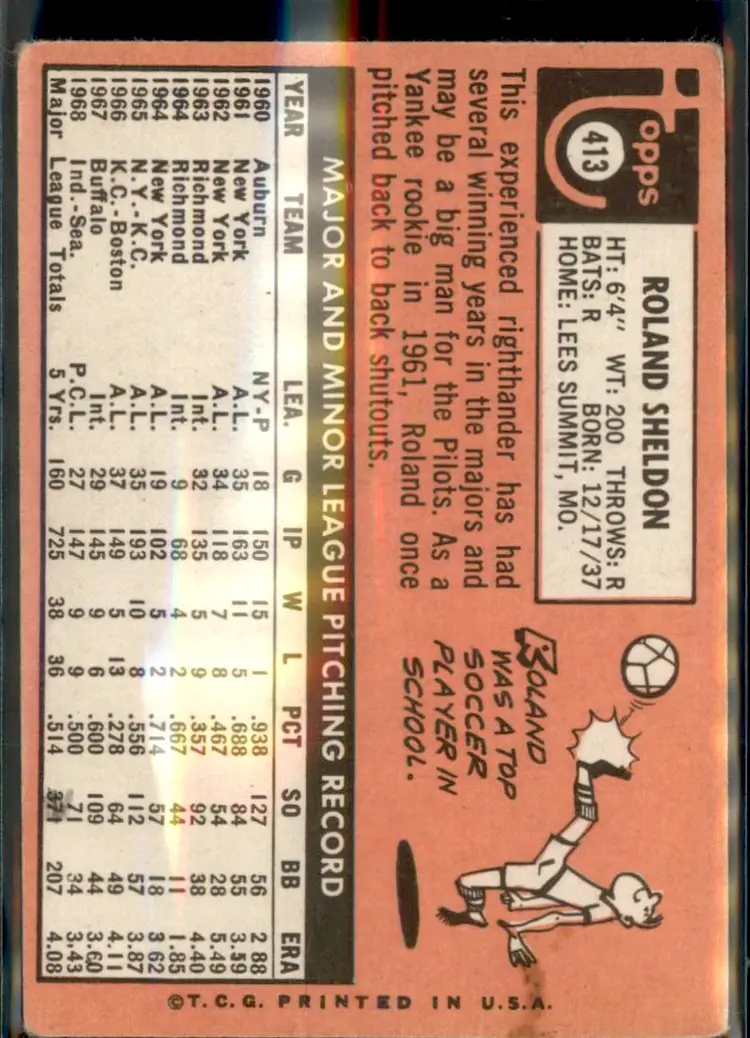 Topps
413
ROLAND SHELDON
HT: 6'4" WT: 200 THROWS: R
BATS: R BORN: 12/17/37
HOME: LEES SUMMIT, MO.
This experienced righthander has had
several winning years in the majors and
may be a big man for the Pilots. As a
Yankee rookie in 1961, Roland once
pitched back to back shutouts.
ROLAND
WAS A TOP
SOCCER
PLAYER IN
SCHOOL.
MAJOR AND MINOR LEAGUE PITCHING RECORD
YEAR TEAM LEA. G IP W L PCT SO BB ERA
1960 Auburn NY-P 18 150 15 1 .938 127 56 2.88
1961 New York A.L. 35 163 11 5 .688 84 55 3.59
1962 New York A.L. 34 118 7 8 .467 54 28 5.49
1963 Richmond Int. 32 135 5 9 .357 92 38 4.40
1964 Richmond Int. 9 68 4 2 .667 44 11 1.85
1964 New York A.L. 19 102 5 2 .714 57 18 3.62
1965 N.Y.-K.C. A.L. 35 193 10 8 .556 112 57 3.87
1966 K.C.-Boston A.L. 37 149 5 13 .278 64 49 4.11
1967 Buffalo Int. 29 145 9 6 .600 109 44 3.60
1968 Ind.-Sea. P.C.L. 27 147 9 9 .500 71 34 3.43
Major League Totals 5 Yrs. 160 725 38 36 .514 371 207 4.08
©T.C.G. PRINTED IN U.S.A.